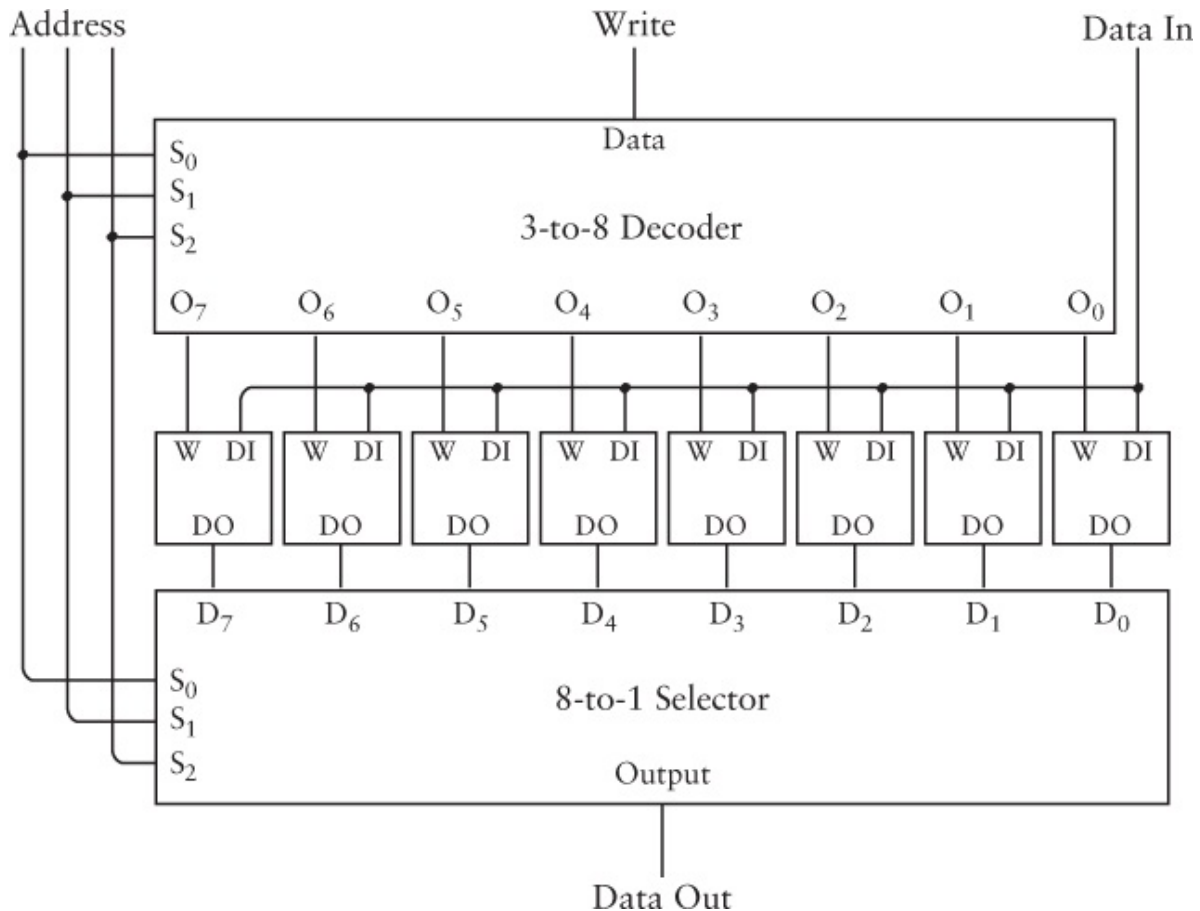 Address Write Data In
Data
S₀
S₁
3-to-8 Decoder
S₂
O₇ O₆ O₅ O₄ O₃ O₂ O₁ O₀
W DI W DI W DI W DI W DI W DI W DI W DI
DO DO DO DO DO DO DO DO
D₇ D₆ D₅ D₄ D₃ D₂ D₁ D₀
S₀
8-to-1 Selector
S₁
S₂
Output
Data Out